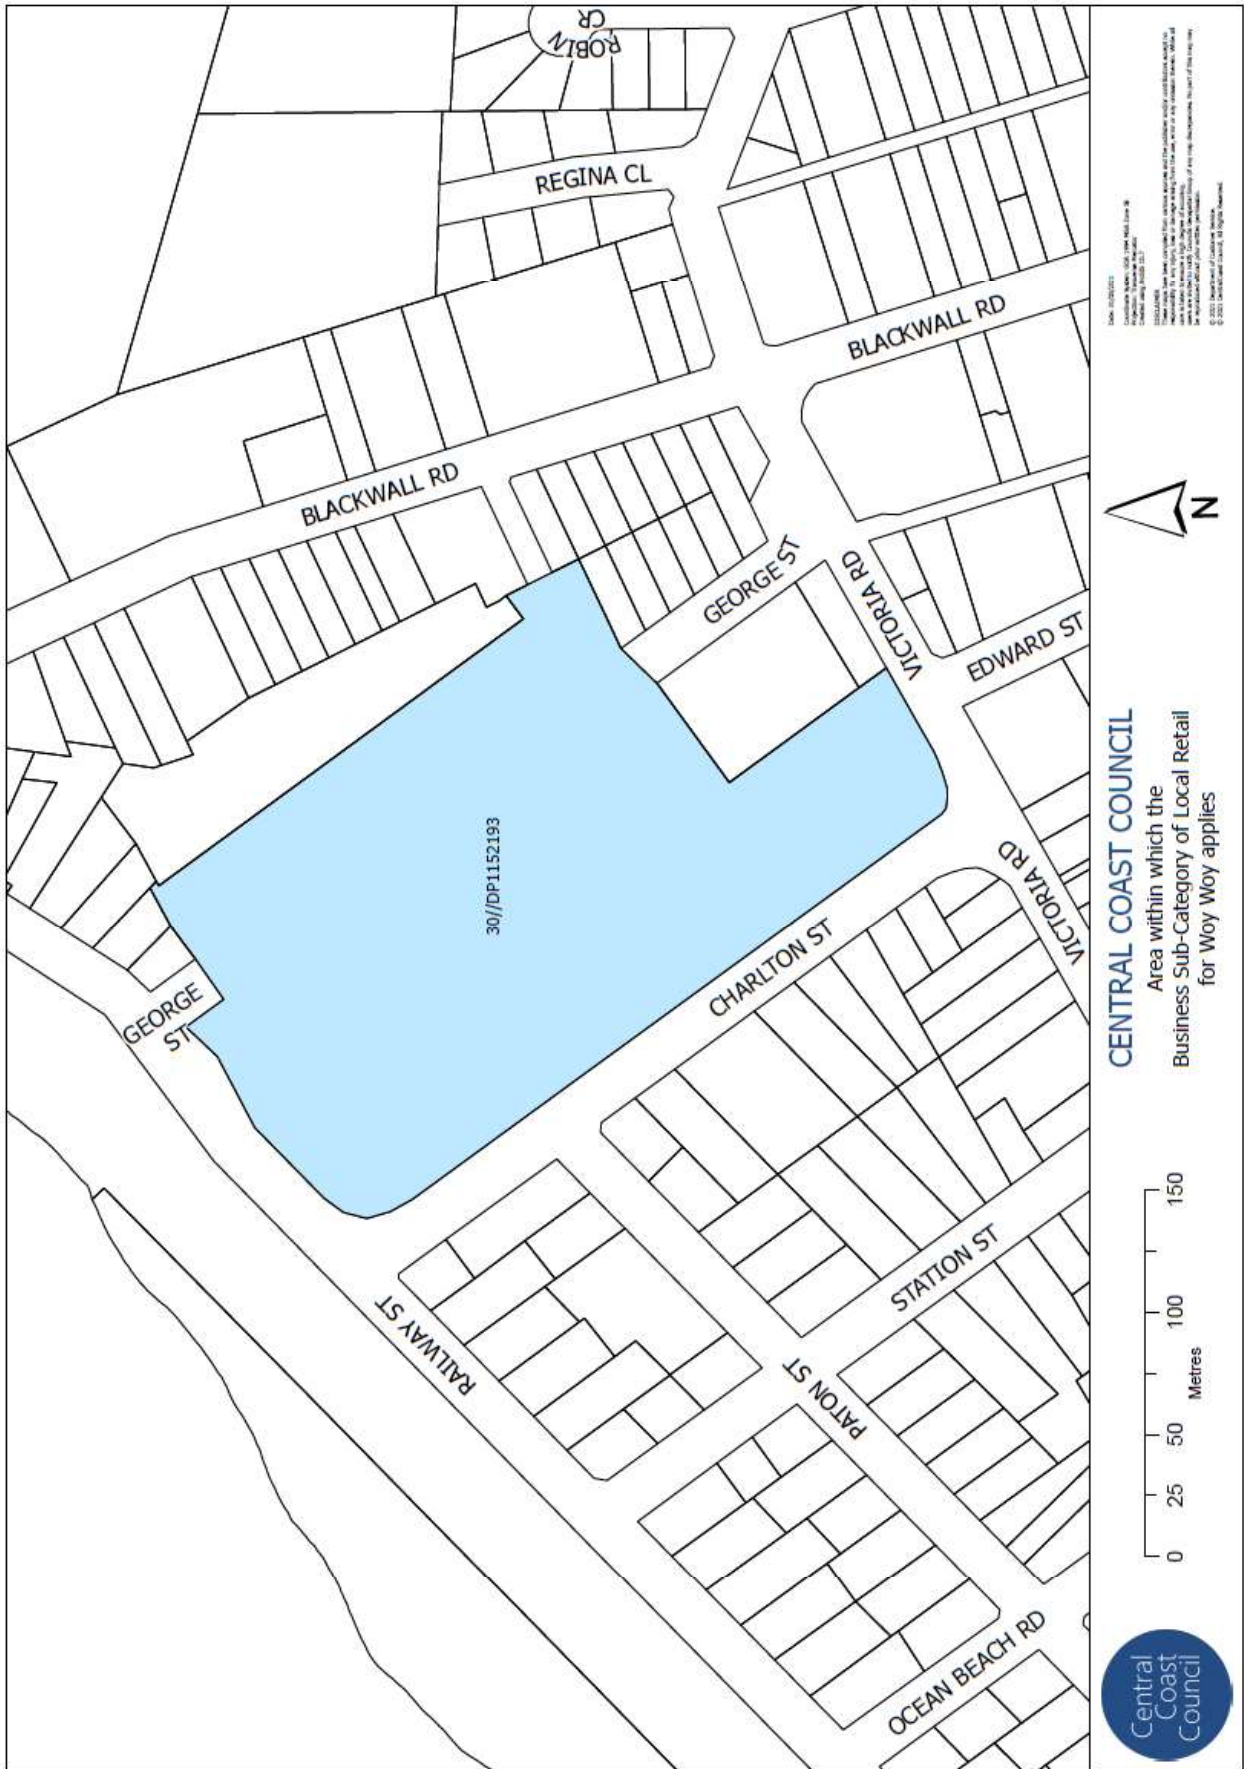 ROBIN
CR
REGINA CL
BLACKWALL RD
BLACKWALL RD
GEORGE ST
VICTORIA RD
EDWARD ST
30//DP1152193
GEORGE
ST
CHARLTON ST
VICTORIA RD
RAILWAY ST
STATION ST
PATON ST
OCEAN BEACH RD
Central
Coast
Council
0 25 50 100 150
Metres
CENTRAL COAST COUNCIL
Area within which the
Business Sub-Category of Local Retail
for Woy Woy applies
N
DISCLAIMER